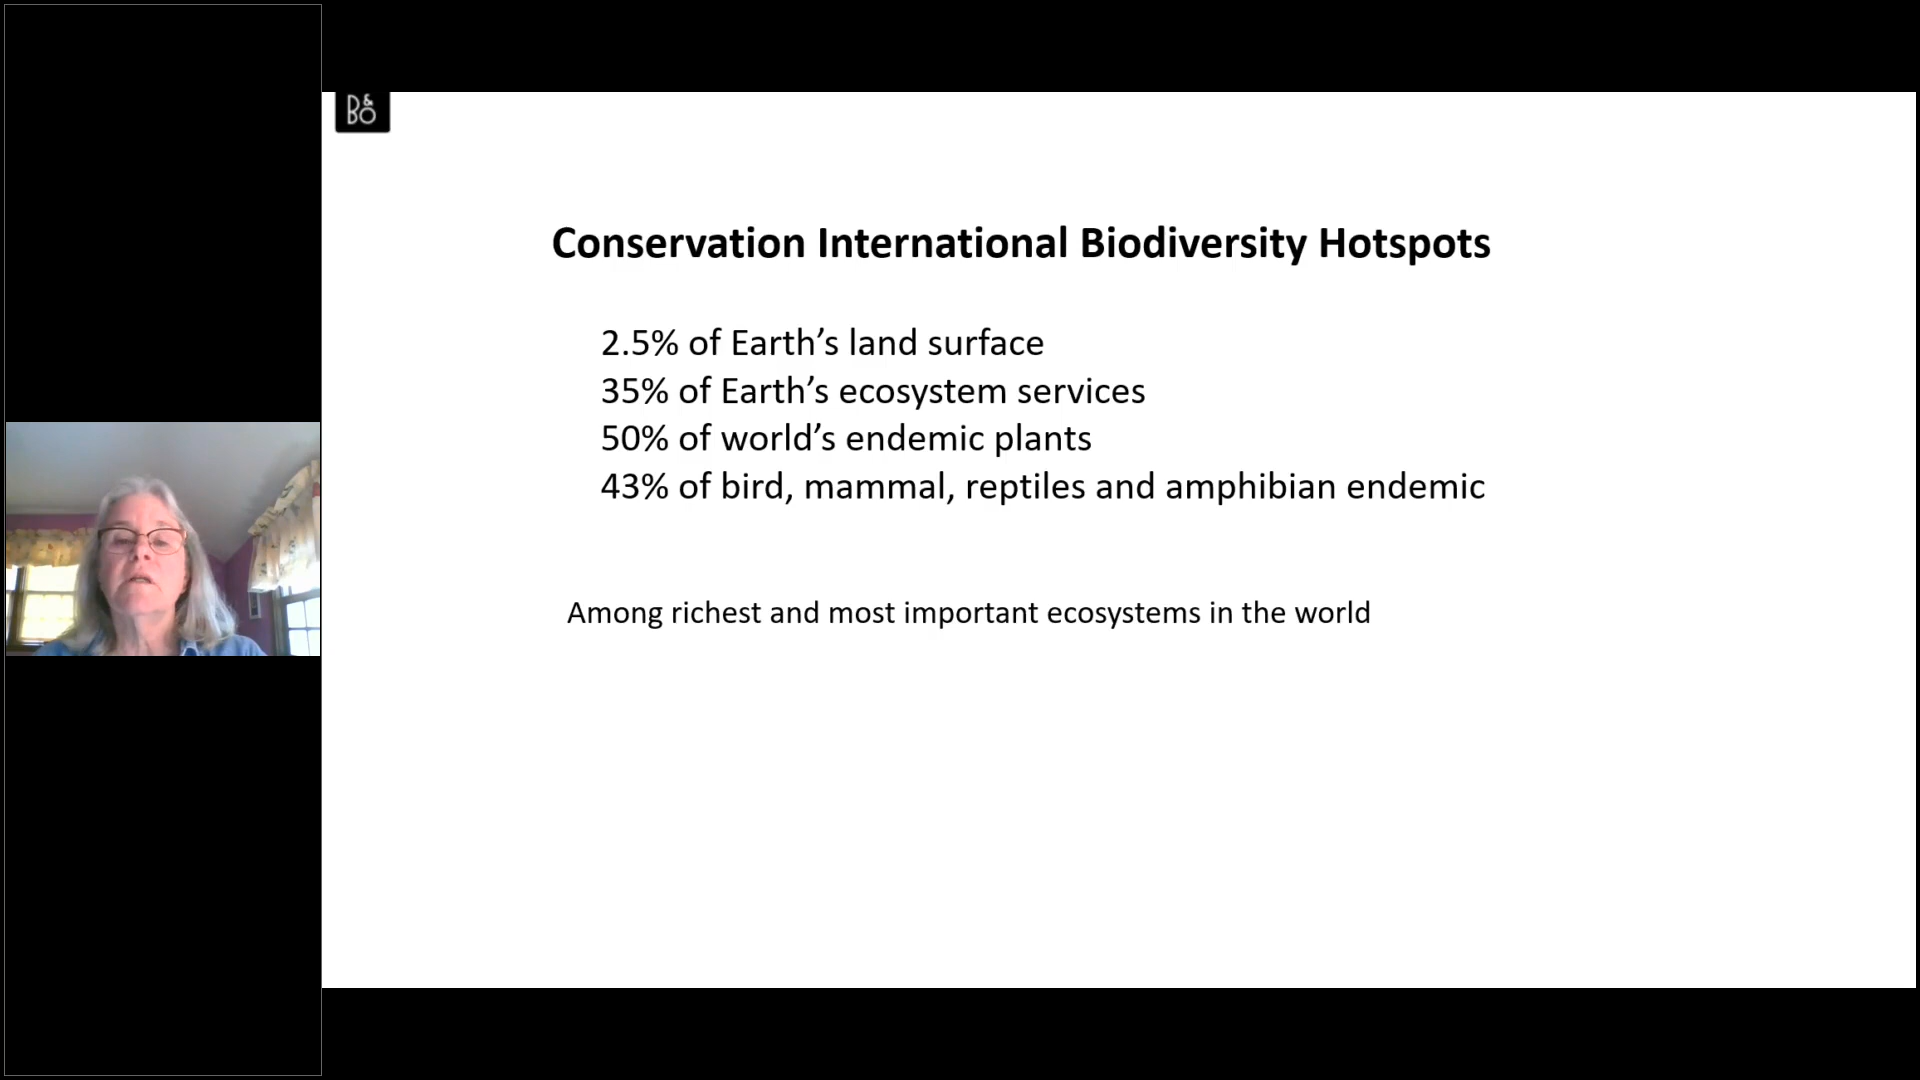 B&O
Conservation International Biodiversity Hotspots
2.5% of Earth’s land surface
35% of Earth’s ecosystem services
50% of world’s endemic plants
43% of bird, mammal, reptiles and amphibian endemic
Among richest and most important ecosystems in the world